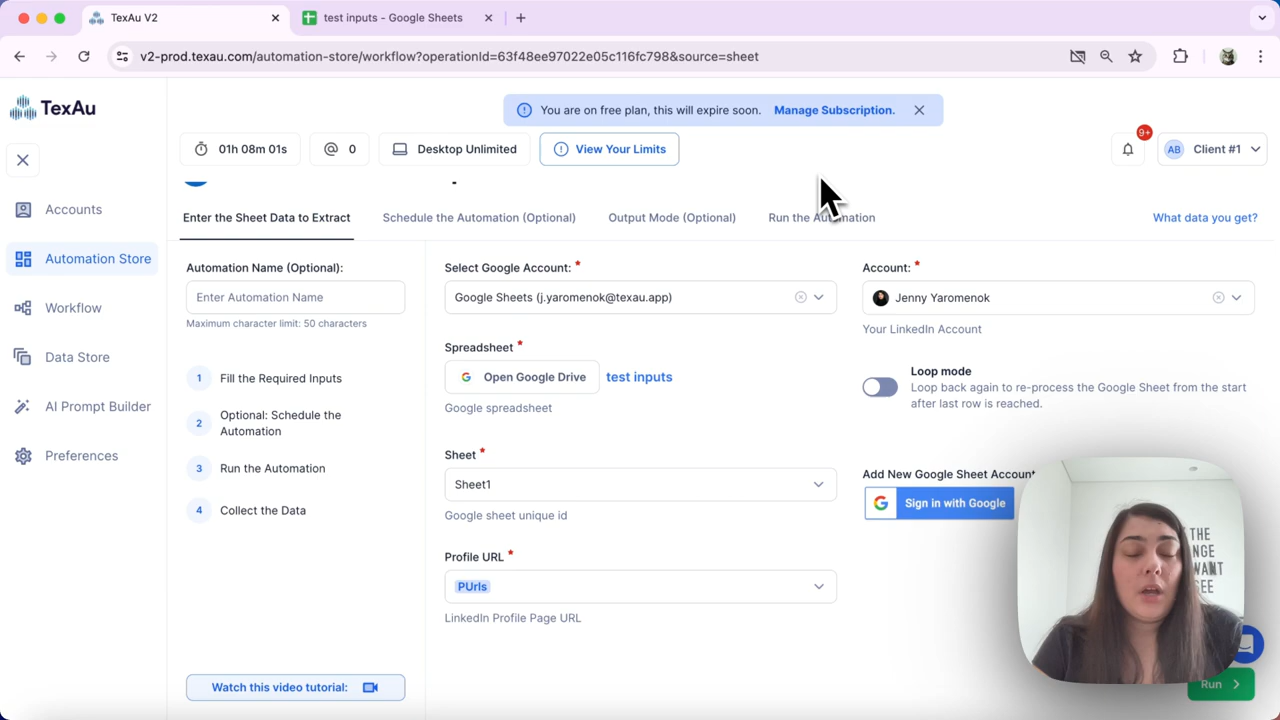 TexAu V2
test inputs - Google Sheets
v2-prod.texau.com/automation-store/workflow?operationId=63f48ee97022e05c116fc798&source=sheet
TexAu
You are on free plan, this will expire soon. Manage Subscription.
01h 08m 01s
0
Desktop Unlimited
View Your Limits
9+
AB
Client #1
Accounts
Automation Store
Workflow
Data Store
AI Prompt Builder
Preferences
Enter the Sheet Data to Extract
Schedule the Automation (Optional)
Output Mode (Optional)
Run the Automation
What data you get?
Automation Name (Optional):
Enter Automation Name
Maximum character limit: 50 characters
1 Fill the Required Inputs
2 Optional: Schedule the
Automation
3 Run the Automation
4 Collect the Data
Watch this video tutorial:
Select Google Account: *
Google Sheets (j.yaromenok@texau.app)
Spreadsheet *
Open Google Drive
test inputs
Google spreadsheet
Sheet *
Sheet1
Google sheet unique id
Profile URL *
PUrls
LinkedIn Profile Page URL
Account: *
Jenny Yaromenok
Your LinkedIn Account
Loop mode
Loop back again to re-process the Google Sheet from the start
after last row is reached.
Add New Google Sheet Account
Sign in with Google
THE
NGE
WANT
EE
Run